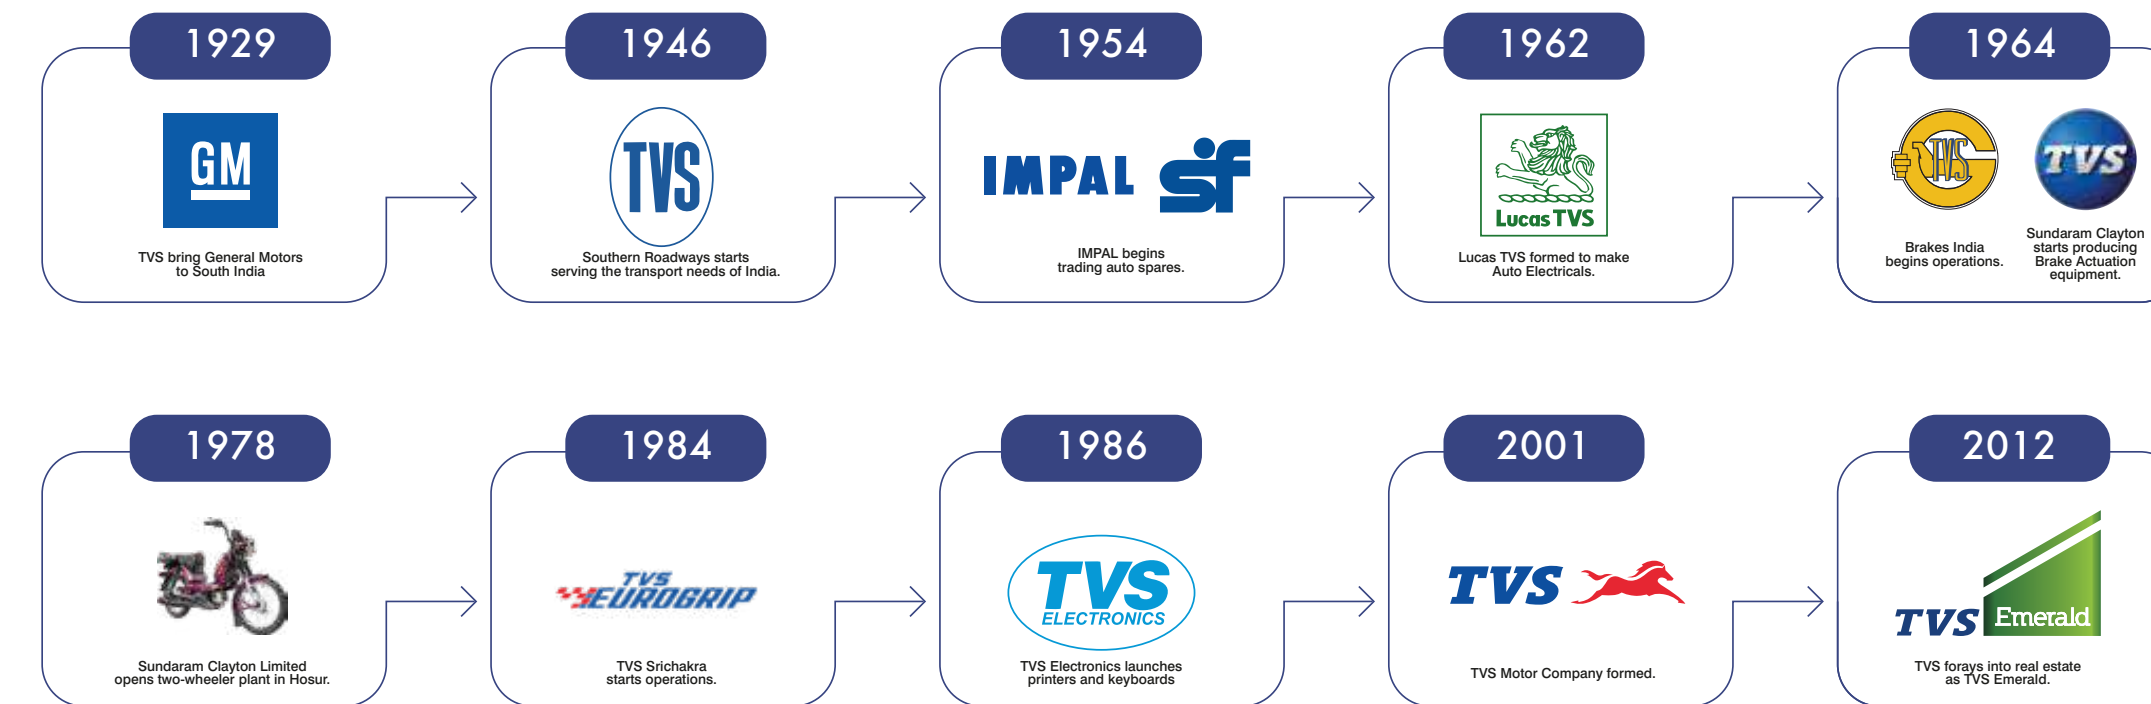 1929
GM
TVS bring General Motors
to South India
1946
TVS
Southern Roadways starts
serving the transport needs of India.
1954
IMPAL sf
IMPAL begins
trading auto spares.
1962
Lucas TVS
Lucas TVS formed to make
Auto Electricals.
1964
TVS
Brakes India
begins operations.
TVS
Sundaram Clayton
starts producing
Brake Actuation
equipment.
1978
Sundaram Clayton Limited
opens two-wheeler plant in Hosur.
1984
TVS
EUROGRIP
TVS Srichakra
starts operations.
1986
TVS
ELECTRONICS
TVS Electronics launches
printers and keyboards
2001
TVS
TVS Motor Company formed.
2012
TVS Emerald
TVS forays into real estate
as TVS Emerald.